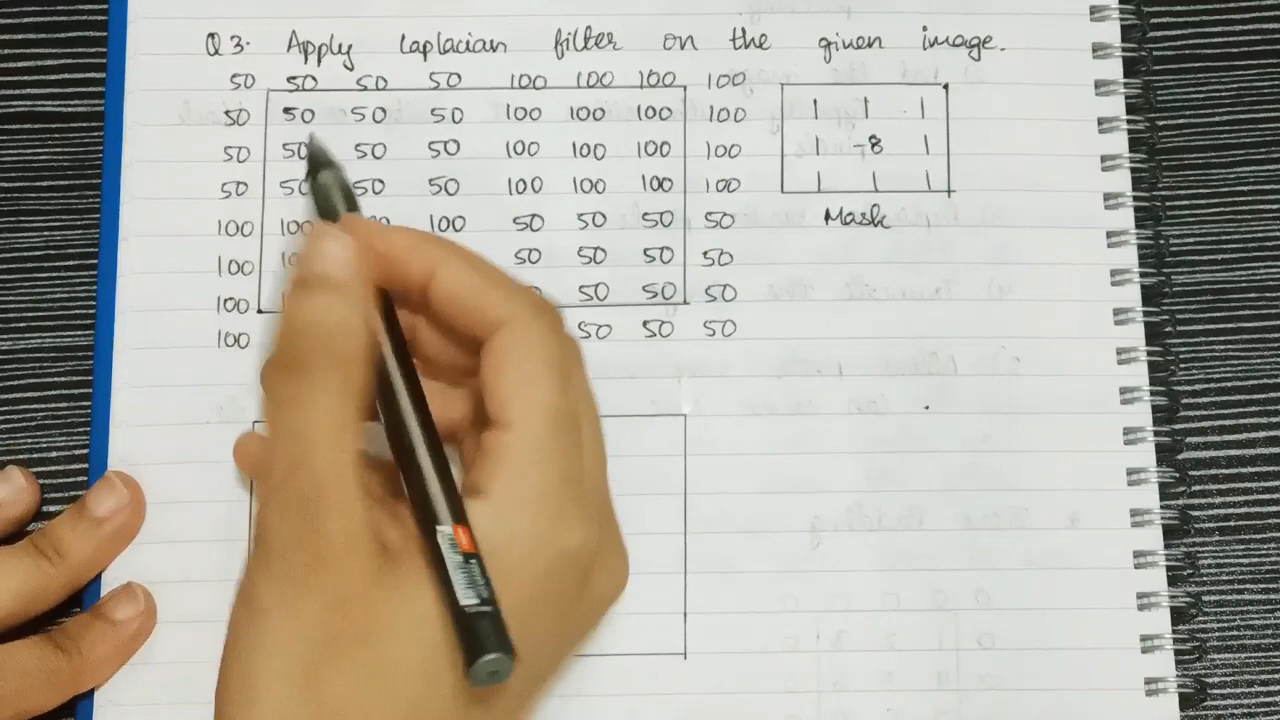 Q3. Apply Laplacian filter on the given image.
50 50 50 50 100 100 100 100
50 50 50 50 100 100 100 100 1 1 1
50 50 50 50 100 100 100 100 1 -8 1
50 50 50 50 100 100 100 100 1 1 1
100 100 100 50 50 50 50 Mask
100 50 50 50 50
100 50 50 50
100 50 50 50